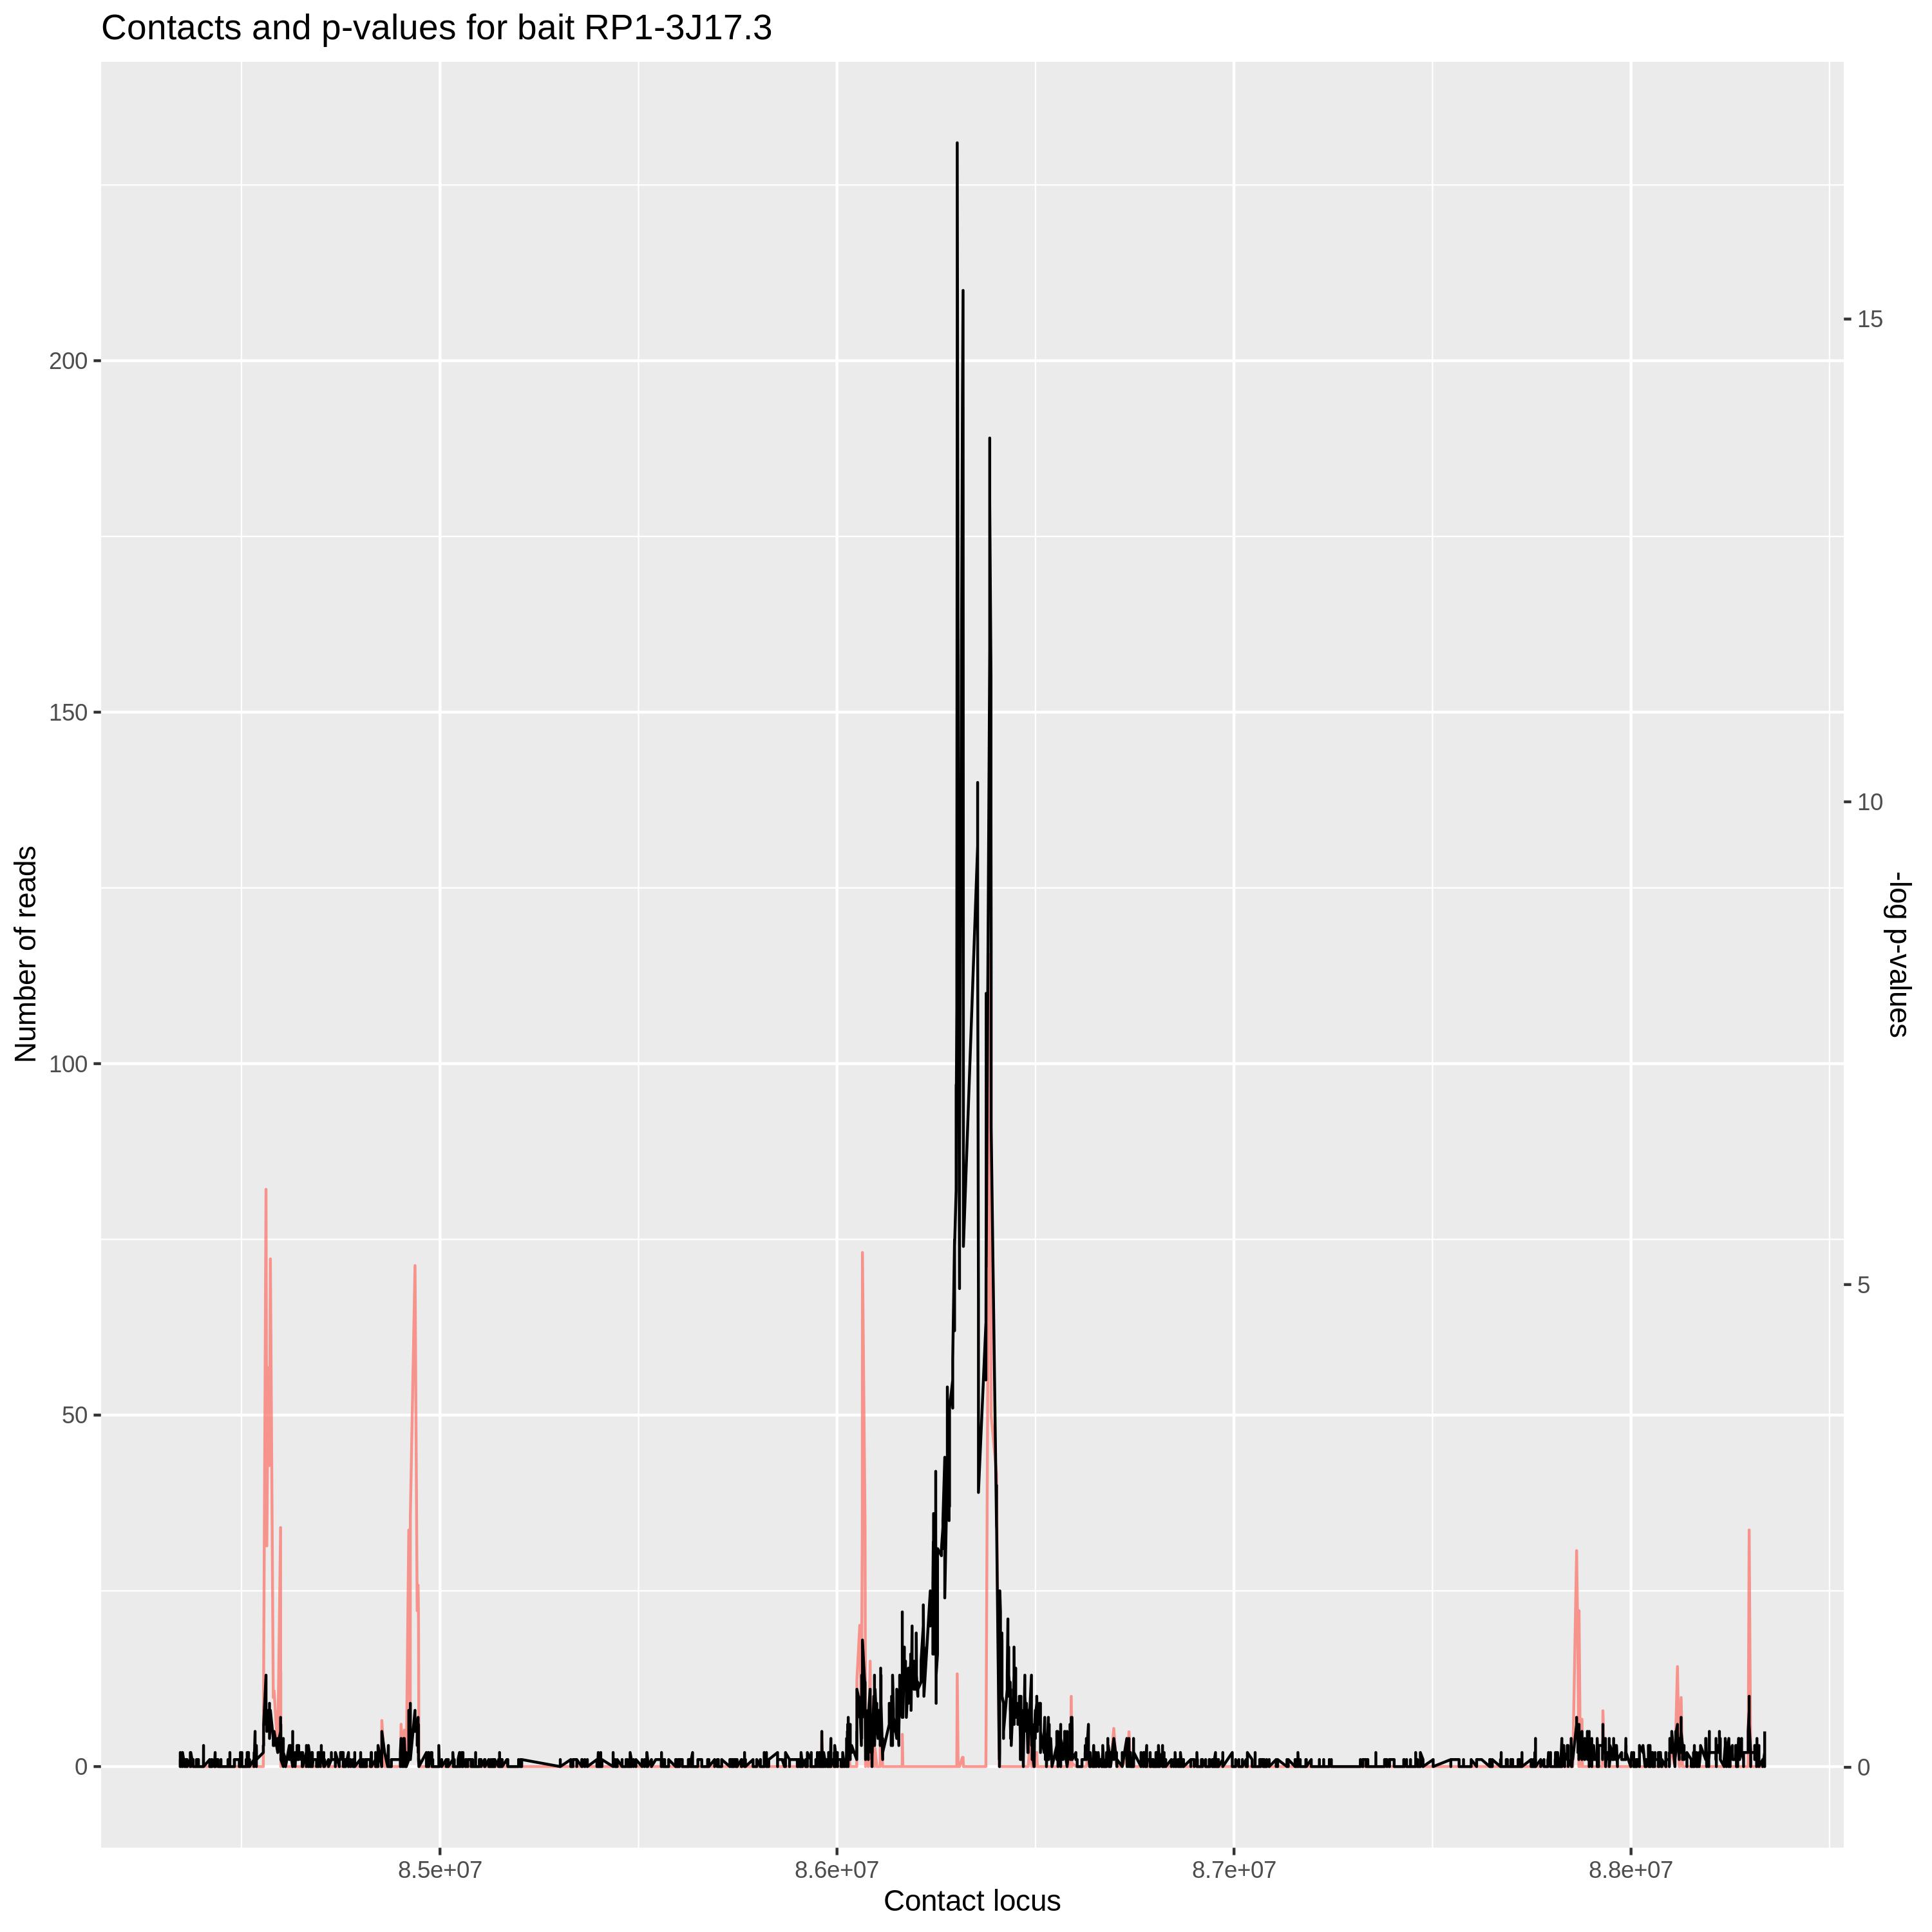 Contacts and p-values for bait RP1-3J17.3
200
150
100
50
0
15
10
5
0
Number of reads
-log p-values
8.5e+07 8.6e+07 8.7e+07 8.8e+07
Contact locus